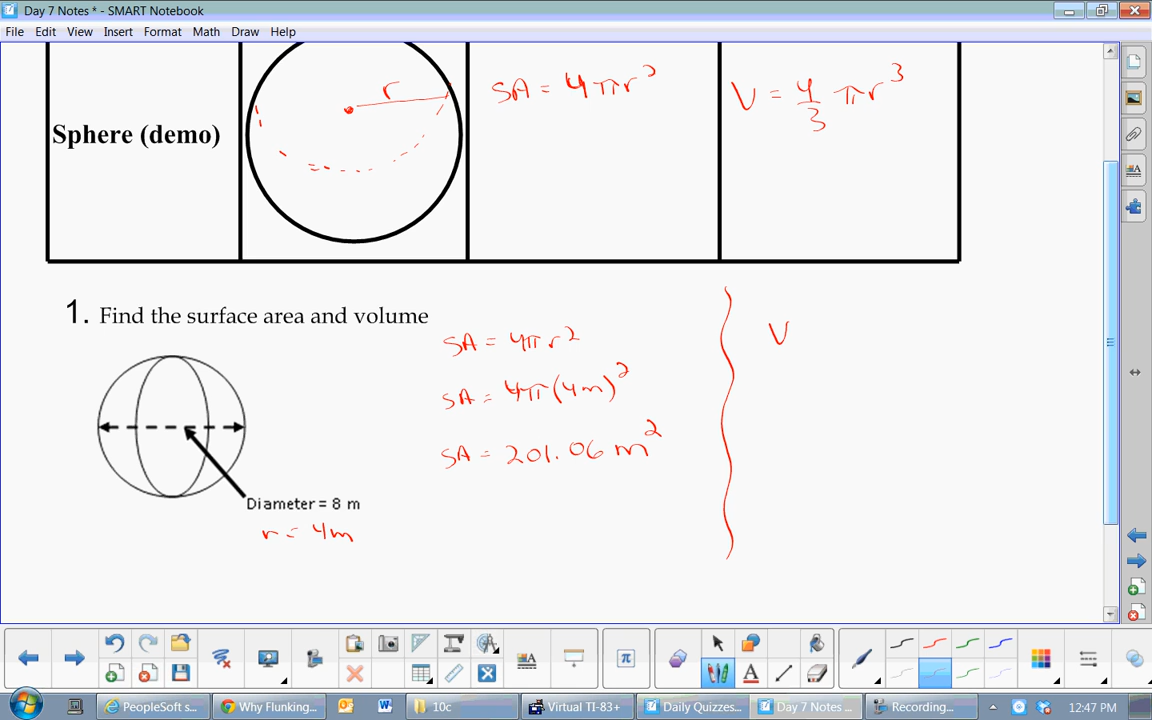 Day 7 Notes * - SMART Notebook
File Edit View Insert Format Math Draw Help
Sphere (demo)
r
SA = 4πr²
V = 4/3 πr³
1. Find the surface area and volume
SA = 4πr²
SA = 4π(4m)²
SA = 201.06 m²
V
Diameter = 8 m
r = 4m
PeopleSoft s...
Why Flunking...
10c
Virtual TI-83+
Daily Quizzes...
Day 7 Notes ...
Recording...
12:47 PM